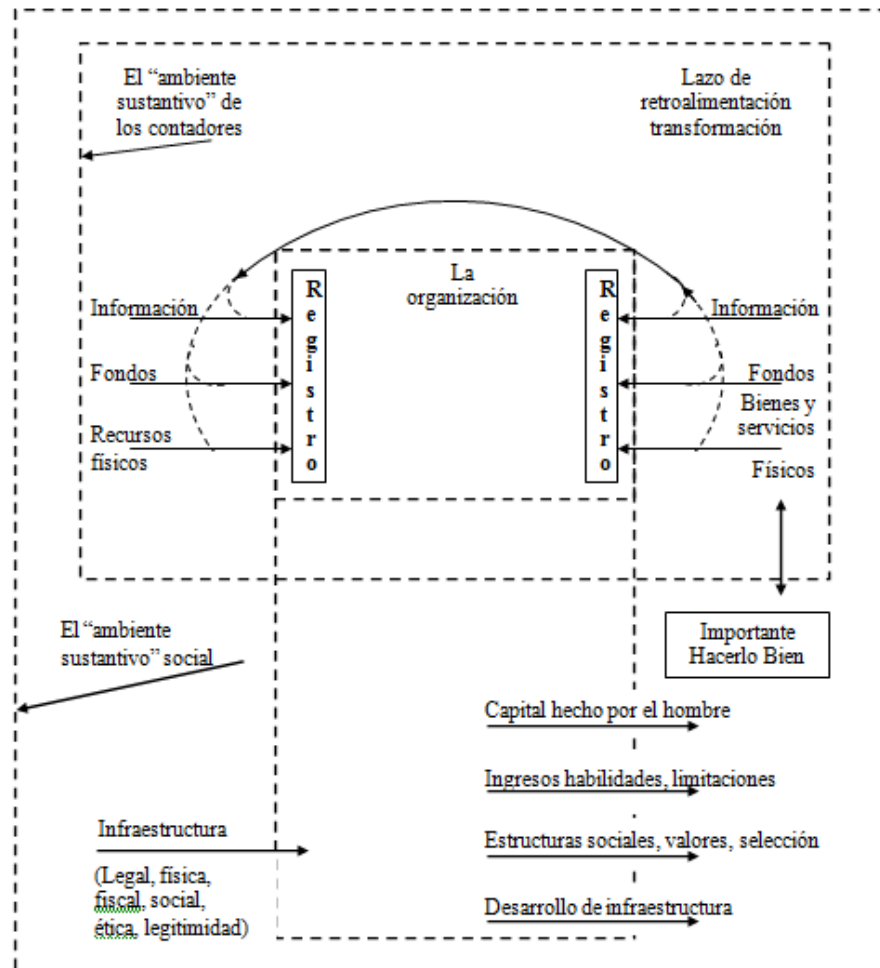 El “ambiente
sustantivo” de
los contadores
Lazo de
retroalimentación
transformación
La
organización
Registro
Registro
Información
Fondos
Recursos
físicos
Información
Fondos
Bienes y
servicios
Físicos
El “ambiente
sustantivo” social
Importante
Hacerlo Bien
Capital hecho por el hombre
Ingresos habilidades, limitaciones
Infraestructura
Estructuras sociales, valores, selección
(Legal, física,
fiscal, social,
ética, legitimidad)
Desarrollo de infraestructura